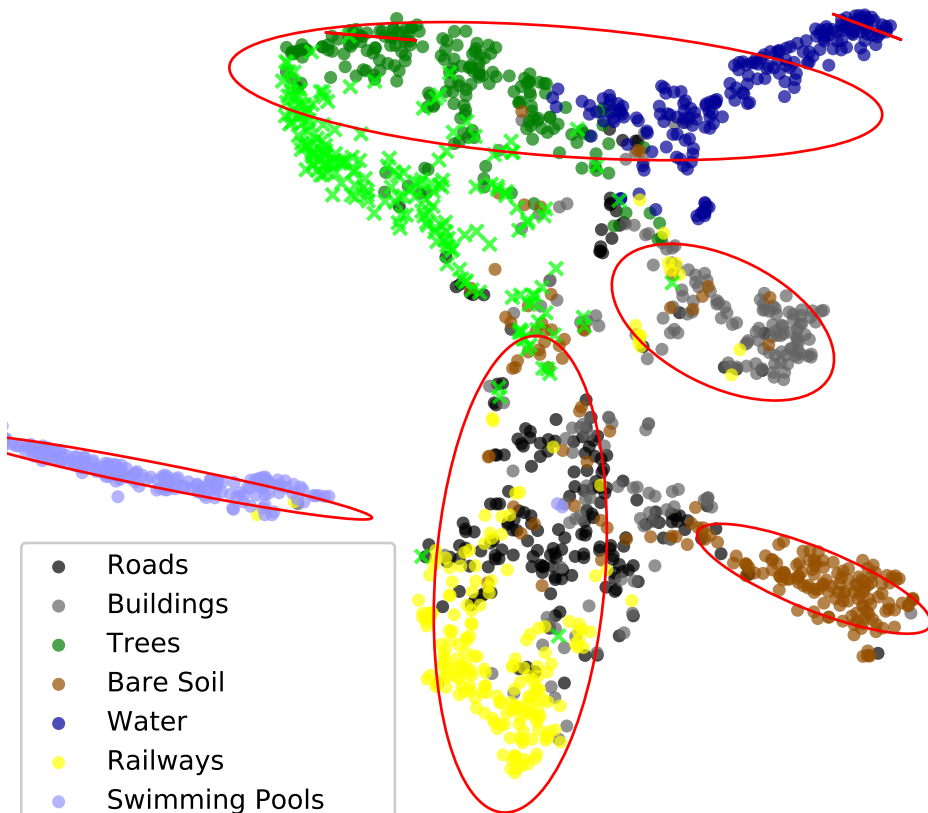 Roads
Buildings
Trees
Bare Soil
Water
Railways
Swimming Pools